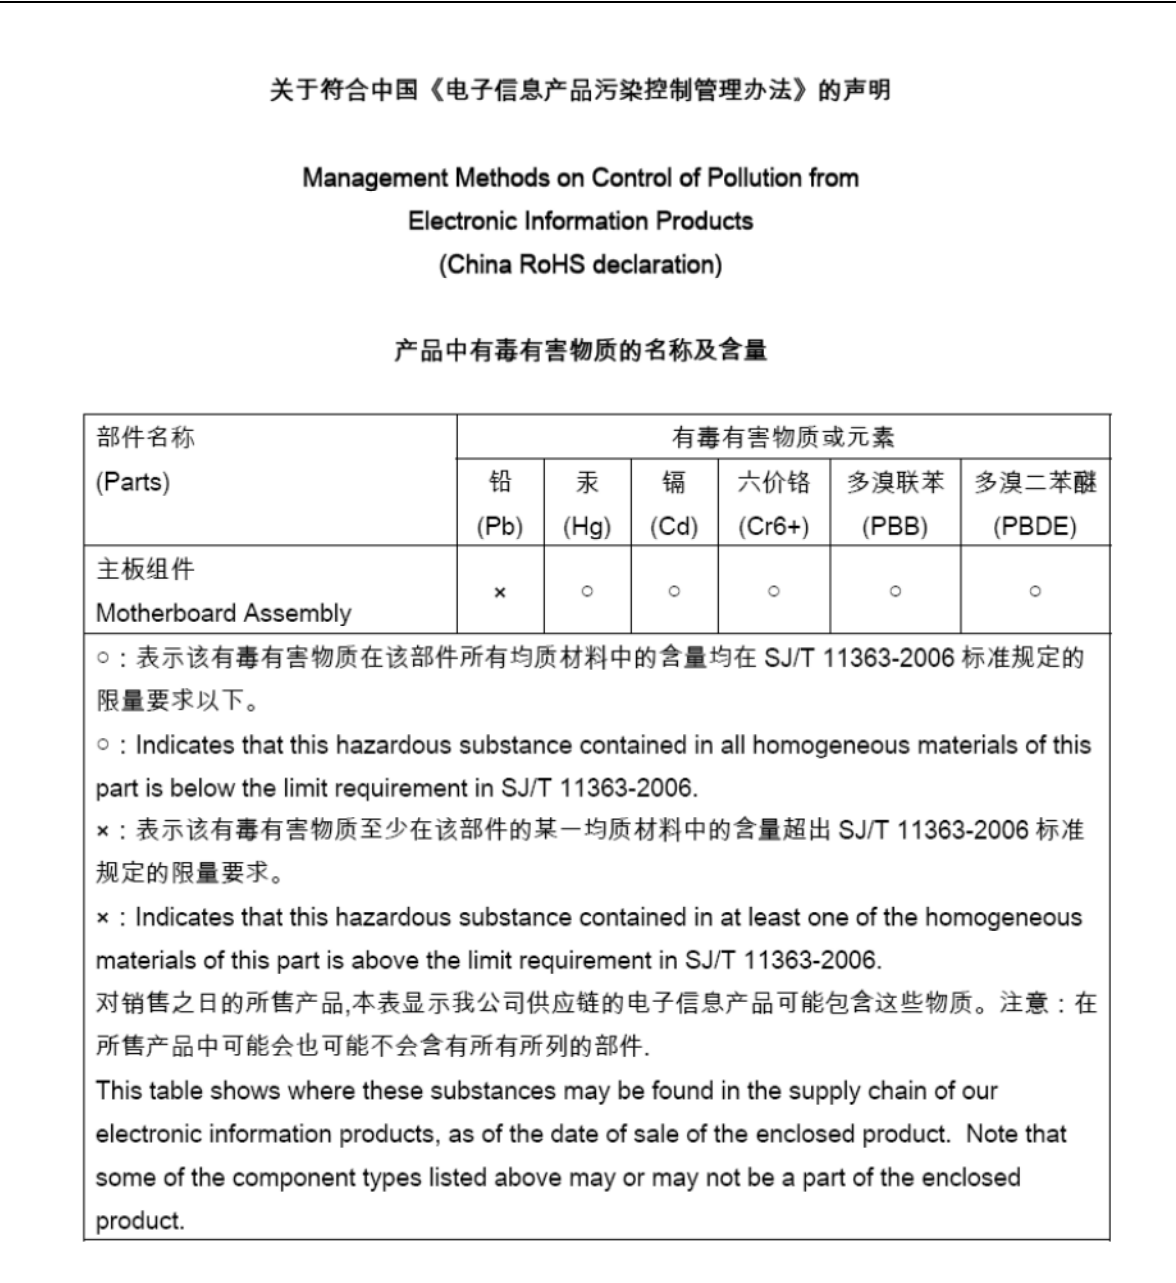 关于符合中国《电子信息产品污染控制管理办法》的声明
Management Methods on Control of Pollution from
Electronic Information Products
(China RoHS declaration)
产品中有毒有害物质的名称及含量
部件名称
(Parts)
有毒有害物质或元素
铅 汞 镉 六价铬 多溴联苯 多溴二苯醚
(Pb) (Hg) (Cd) (Cr6+) (PBB) (PBDE)
主板组件
Motherboard Assembly
× ○ ○ ○ ○ ○
○：表示该有毒有害物质在该部件所有均质材料中的含量均在 SJ/T 11363-2006 标准规定的
限量要求以下。
○：Indicates that this hazardous substance contained in all homogeneous materials of this
part is below the limit requirement in SJ/T 11363-2006.
×：表示该有毒有害物质至少在该部件的某一均质材料中的含量超出 SJ/T 11363-2006 标准
规定的限量要求。
×：Indicates that this hazardous substance contained in at least one of the homogeneous
materials of this part is above the limit requirement in SJ/T 11363-2006.
对销售之日的所售产品,本表显示我公司供应链的电子信息产品可能包含这些物质。注意：在
所售产品中可能会也可能不会含有所有所列的部件.
This table shows where these substances may be found in the supply chain of our
electronic information products, as of the date of sale of the enclosed product.  Note that
some of the component types listed above may or may not be a part of the enclosed
product.